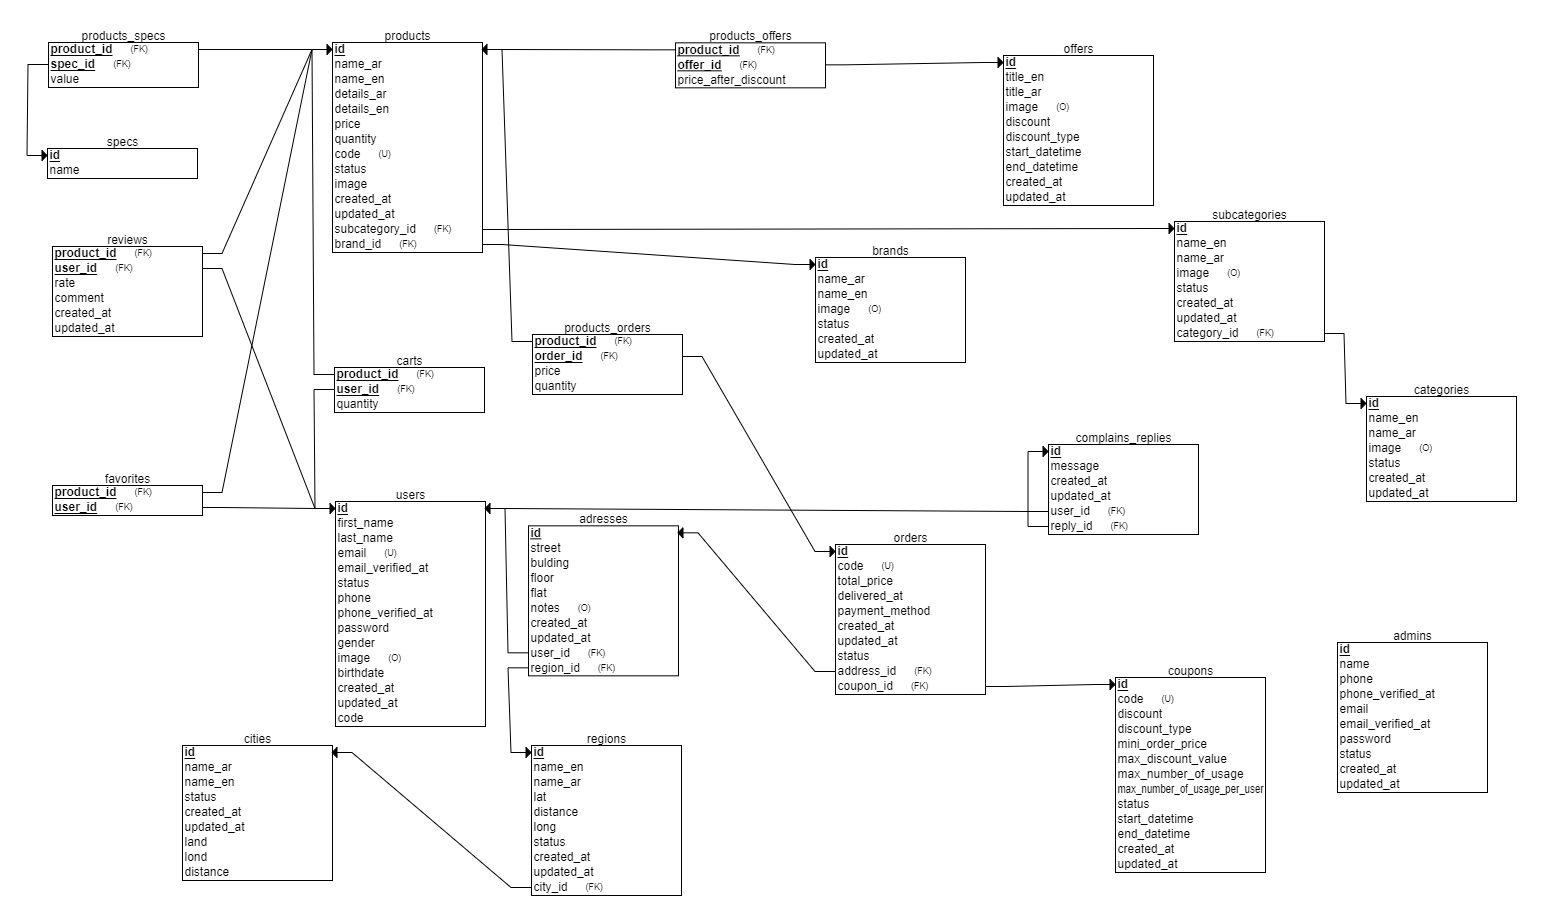 products_specs
product_id (FK)
spec_id (FK)
value
products
id
name_ar
name_en
details_ar
details_en
price
quantity
code (U)
status
image
created_at
updated_at
subcategory_id (FK)
brand_id (FK)
products_offers
product_id (FK)
offer_id (FK)
price_after_discount
offers
id
title_en
title_ar
image (O)
discount
discount_type
start_datetime
end_datetime
created_at
updated_at
specs
id
name
reviews
product_id (FK)
user_id (FK)
rate
comment
created_at
updated_at
subcategories
id
name_en
name_ar
image (O)
status
created_at
updated_at
category_id (FK)
brands
id
name_ar
name_en
image (O)
status
created_at
updated_at
products_orders
product_id (FK)
order_id (FK)
price
quantity
carts
product_id (FK)
user_id (FK)
quantity
categories
id
name_en
name_ar
image (O)
status
created_at
updated_at
complains_replies
id
message
created_at
updated_at
user_id (FK)
reply_id (FK)
favorites
product_id (FK)
user_id (FK)
users
id
first_name
last_name
email (U)
email_verified_at
status
phone
phone_verified_at
password
gender
image (O)
birthdate
created_at
updated_at
code
adresses
id
street
bulding
floor
flat
notes (O)
created_at
updated_at
user_id (FK)
region_id (FK)
orders
id
code (U)
total_price
delivered_at
payment_method
created_at
updated_at
status
address_id (FK)
coupon_id (FK)
admins
id
name
phone
phone_verified_at
email
email_verified_at
password
status
created_at
updated_at
coupons
id
code (U)
discount
discount_type
mini_order_price
max_discount_value
max_number_of_usage
max_number_of_usage_per_user
status
start_datetime
end_datetime
created_at
updated_at
cities
id
name_ar
name_en
status
created_at
updated_at
land
lond
distance
regions
id
name_en
name_ar
lat
distance
long
status
created_at
updated_at
city_id (FK)